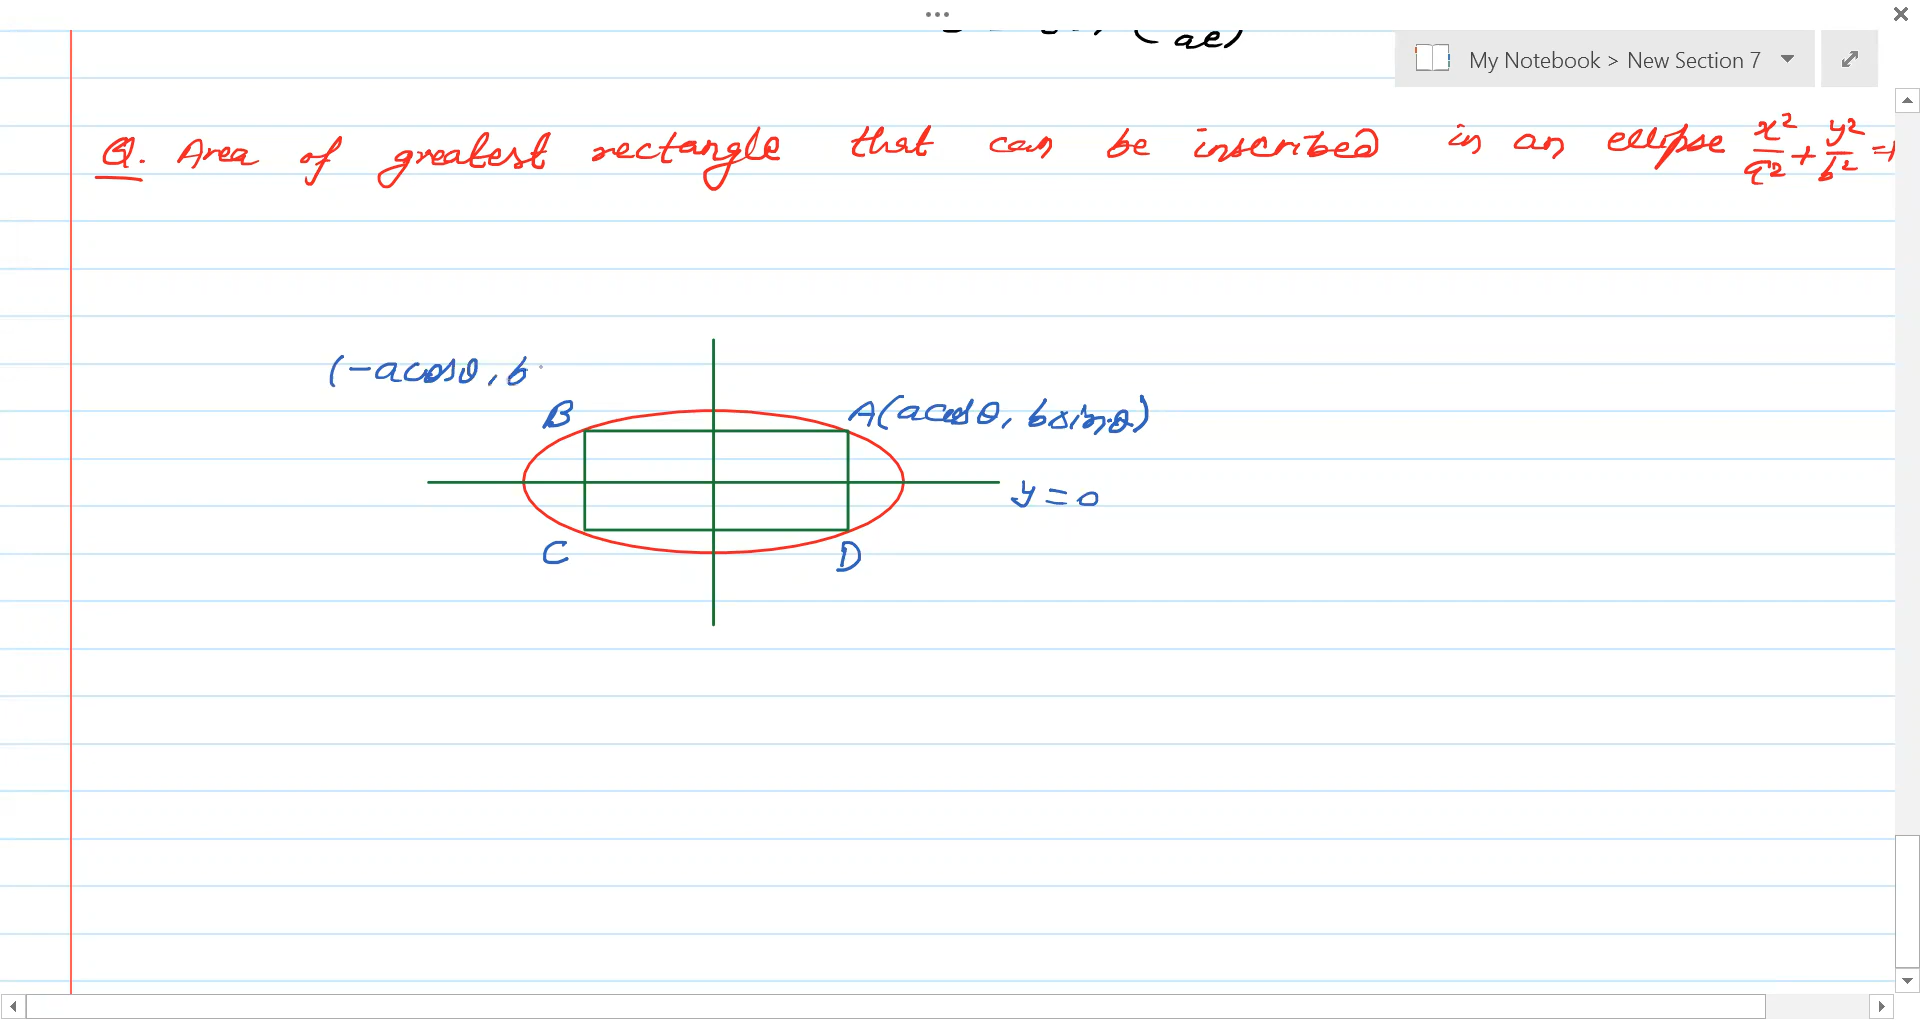 My Notebook > New Section 7
Q. Area of greatest rectangle that can be inscribed in an ellipse x²/a² + y²/b² = 1
(-acosθ, b
B
A(acosθ, bsinθ)
y = 0
C
D